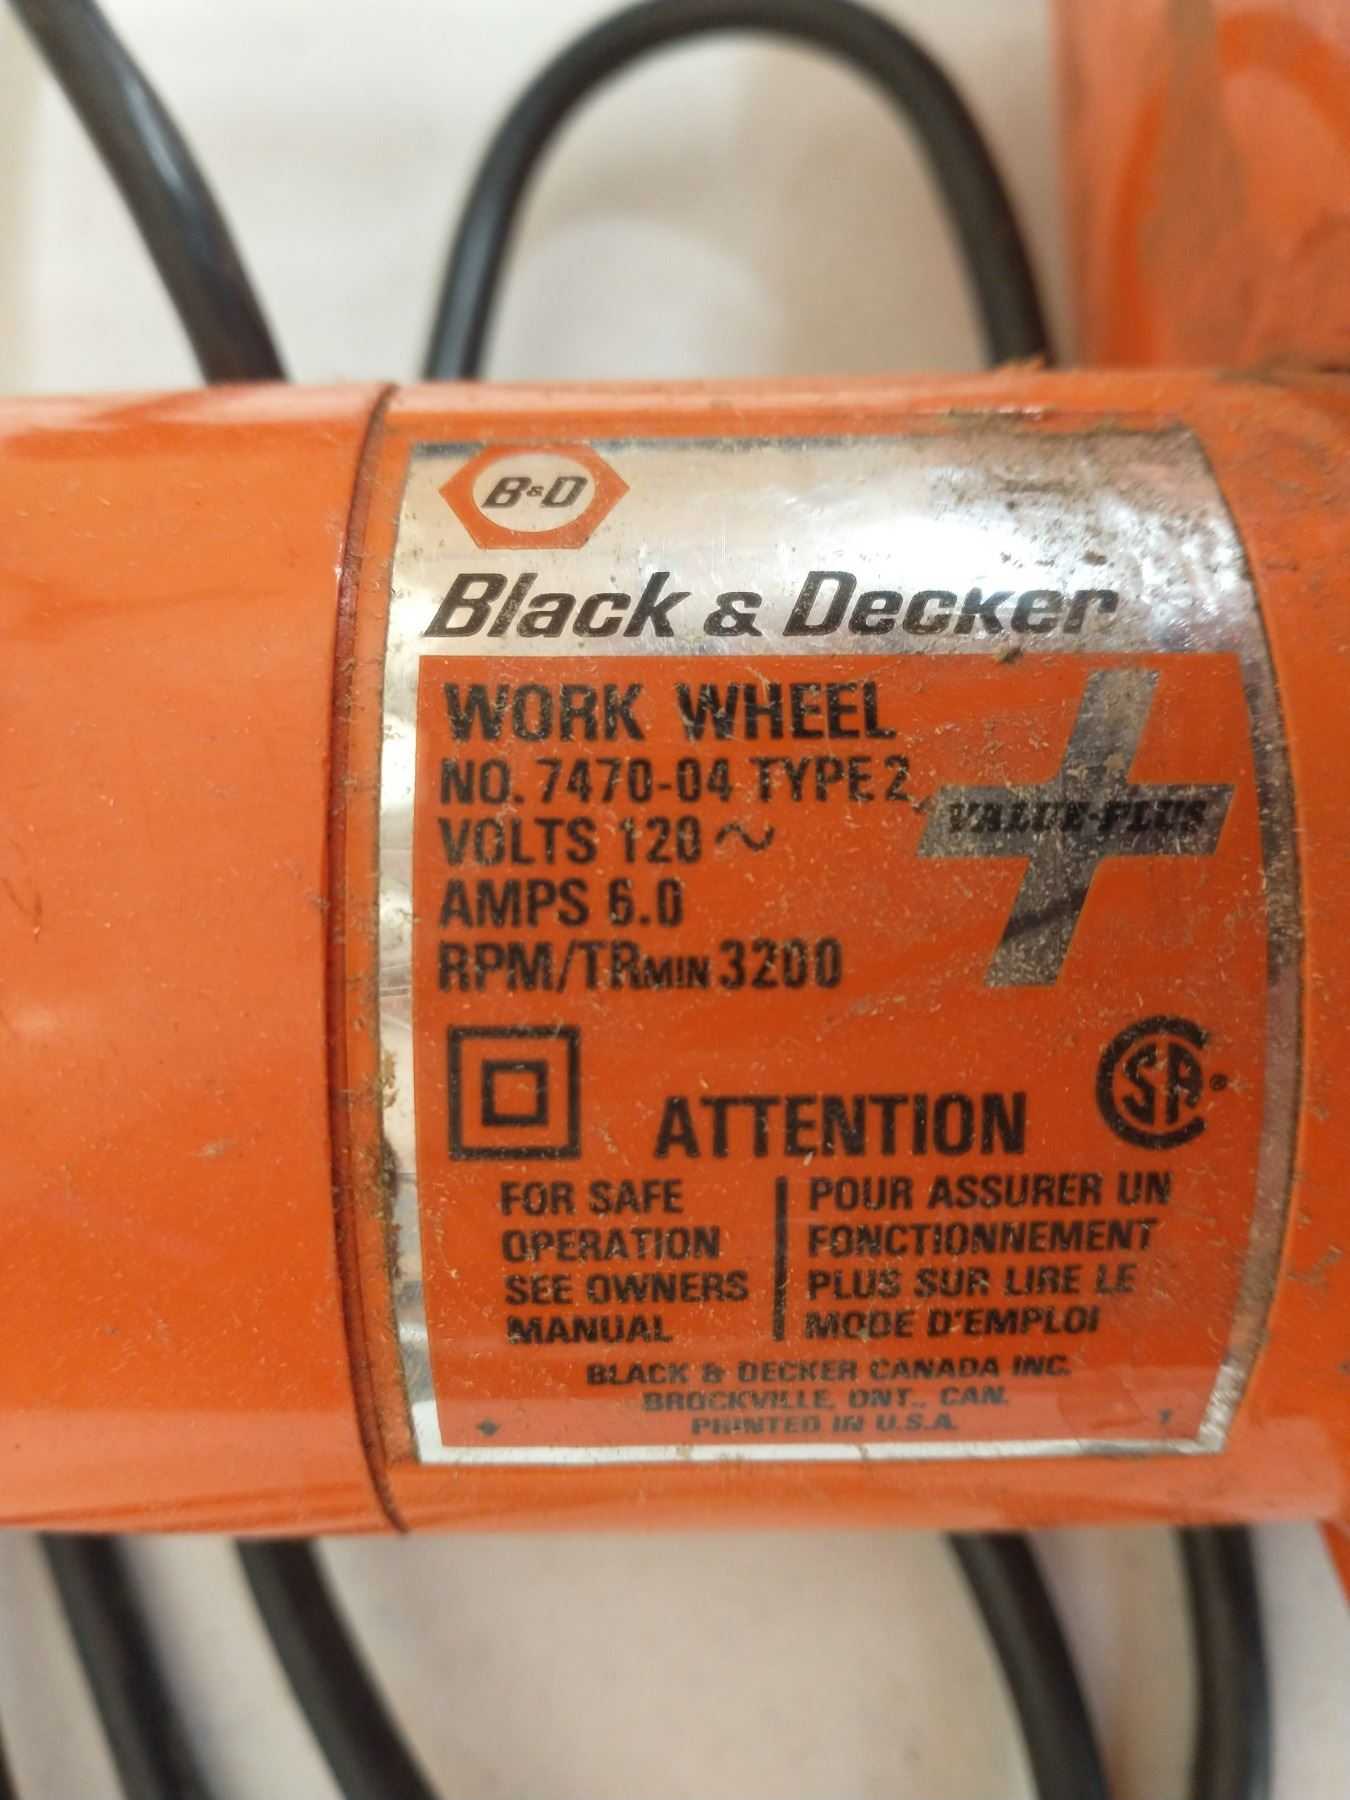 B&D
Black & Decker
WORK WHEEL
NO. 7470-04 TYPE 2
VALUE-PLUS
VOLTS 120 ~
AMPS 6.0
RPM/TRMIN 3200
ATTENTION
CSA®
FOR SAFE
OPERATION
SEE OWNERS
MANUAL
POUR ASSURER UN
FONCTIONNEMENT
PLUS SUR LIRE LE
MODE D'EMPLOI
BLACK & DECKER CANADA INC.
BROCKVILLE, ONT., CAN.
PRINTED IN U.S.A.